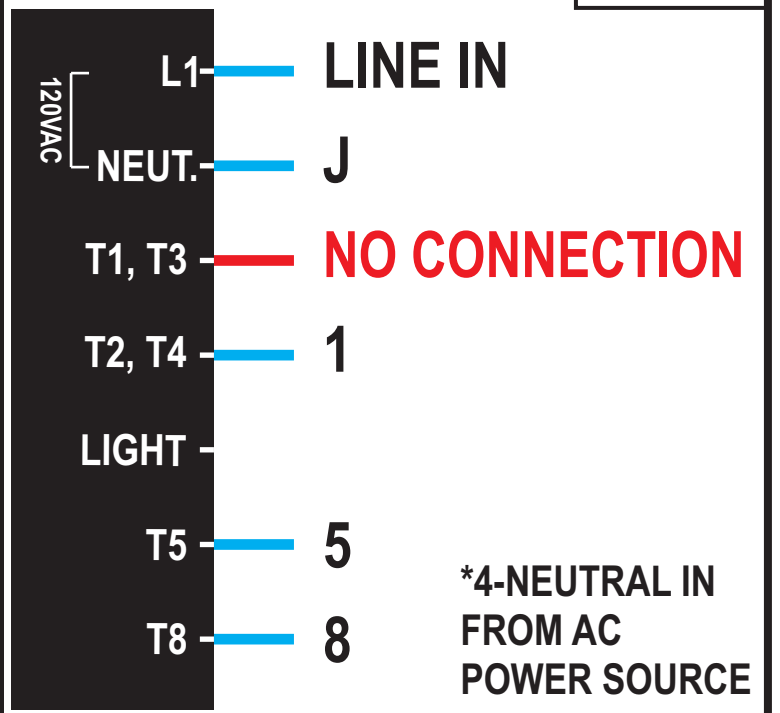 L1 LINE IN
120VAC
NEUT. J
T1, T3 NO CONNECTION
T2, T4 1
LIGHT
T5 5
T8 8
*4-NEUTRAL IN
FROM AC
POWER SOURCE